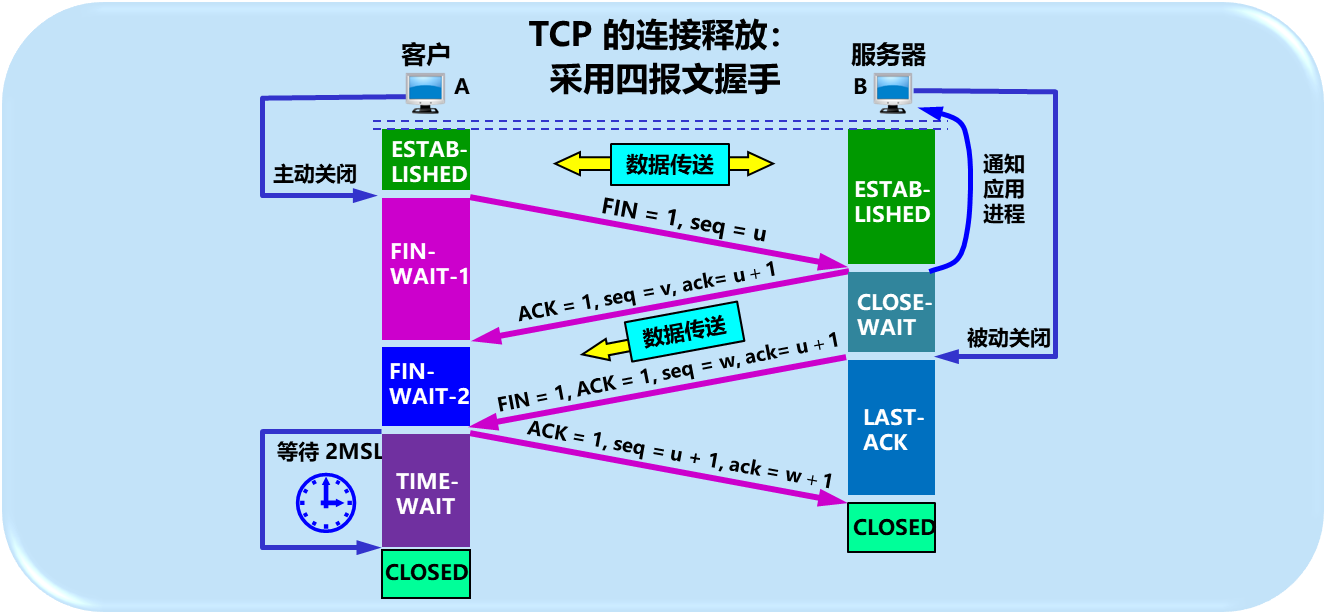 TCP 的连接释放：
采用四报文握手
客户
A
服务器
B
ESTAB-
LISHED
数据传送
ESTAB-
LISHED
通知
应用
进程
主动关闭
FIN = 1, seq = u
FIN-
WAIT-1
ACK = 1, seq = v, ack= u + 1
CLOSE-
WAIT
数据传送
被动关闭
FIN = 1, ACK = 1, seq = w, ack= u + 1
FIN-
WAIT-2
ACK = 1, seq = u + 1, ack = w + 1
LAST-
ACK
等待 2MSL
TIME-
WAIT
CLOSED
CLOSED